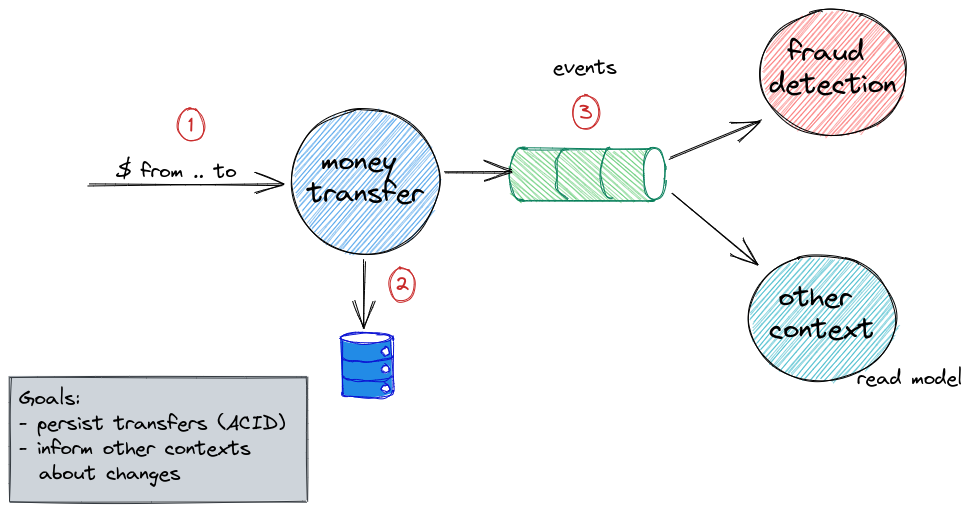 fraud
detection
events
1
3
$ from .. to
money
transfer
2
other
context
read model
Goals:
- persist transfers (ACID)
- inform other contexts
about changes